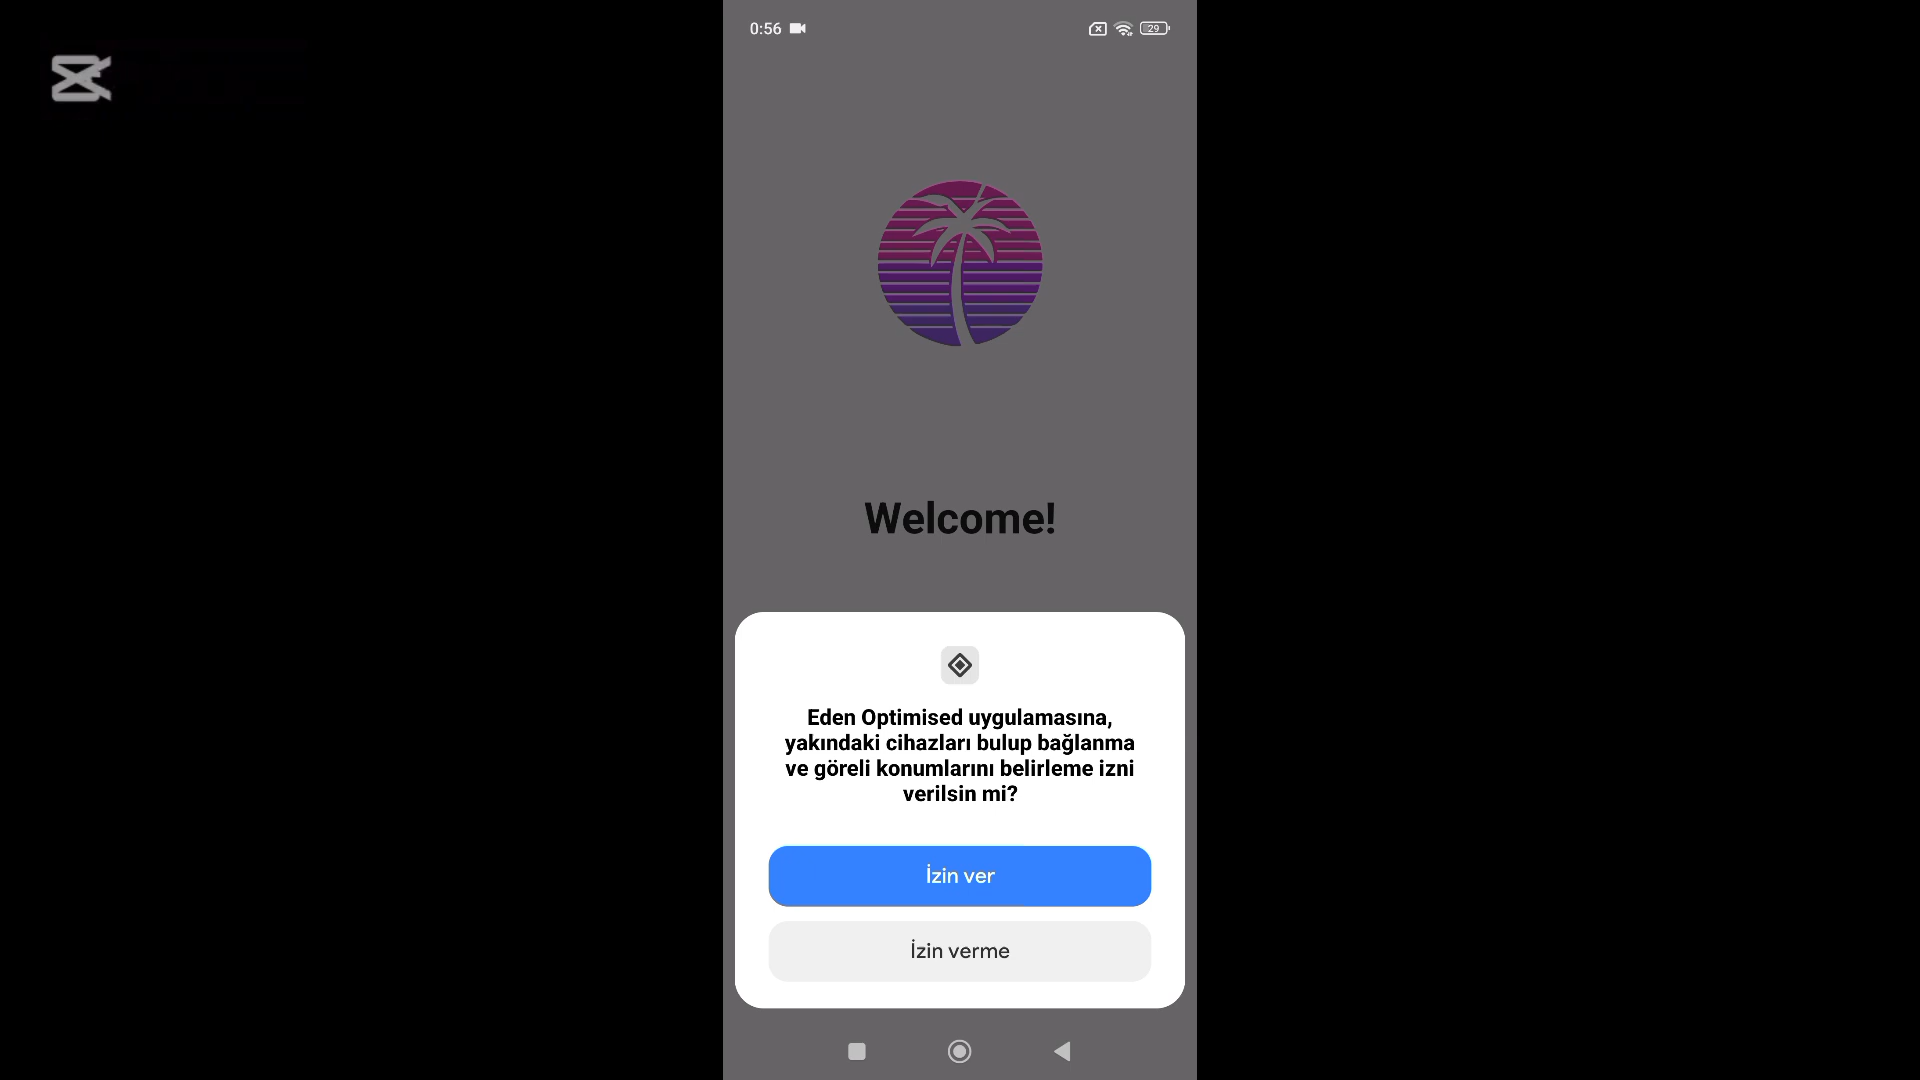 0:56
29
Welcome!
Eden Optimised uygulamasına,
yakındaki cihazları bulup bağlanma
ve göreli konumlarını belirleme izni
verilsin mi?
İzin ver
İzin verme